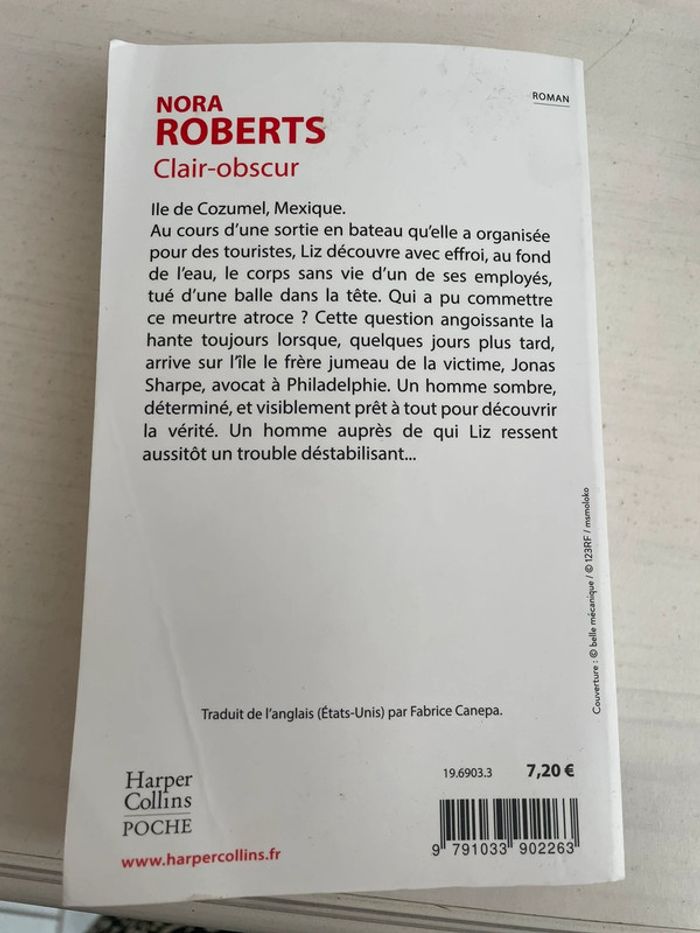 NORA
ROBERTS
Clair-obscur
ROMAN
Ile de Cozumel, Mexique.
Au cours d'une sortie en bateau qu'elle a organisée
pour des touristes, Liz découvre avec effroi, au fond
de l'eau, le corps sans vie d'un de ses employés,
tué d'une balle dans la tête. Qui a pu commettre
ce meurtre atroce ? Cette question angoissante la
hante toujours lorsque, quelques jours plus tard,
arrive sur l'île le frère jumeau de la victime, Jonas
Sharpe, avocat à Philadelphie. Un homme sombre,
déterminé, et visiblement prêt à tout pour découvrir
la vérité. Un homme auprès de qui Liz ressent
aussitôt un trouble déstabilisant...
Couverture : © belle mécanique / © 123RF / msmoloko
Traduit de l'anglais (États-Unis) par Fabrice Canepa.
Harper
Collins
POCHE
www.harpercollins.fr
19.6903.3 7,20 €
9 791033 902263